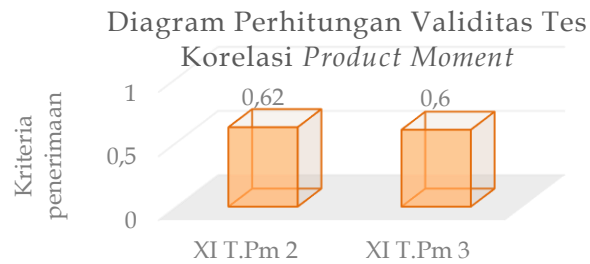 Diagram Perhitungan Validitas Tes
Korelasi Product Moment
Kriteria
penerimaan
1
0,5
0
0,62
0,6
XI T.Pm 2
XI T.Pm 3